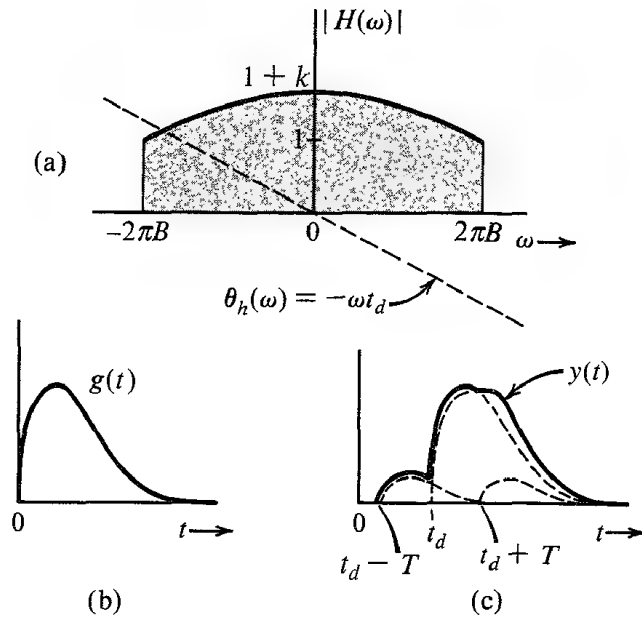 |H(ω)|
1 + k
1
(a)
−2πB
0
2πB
ω
θ_h(ω) = −ωt_d
g(t)
y(t)
0
t
0
t_d − T
t_d
t_d + T
t
(b)
(c)